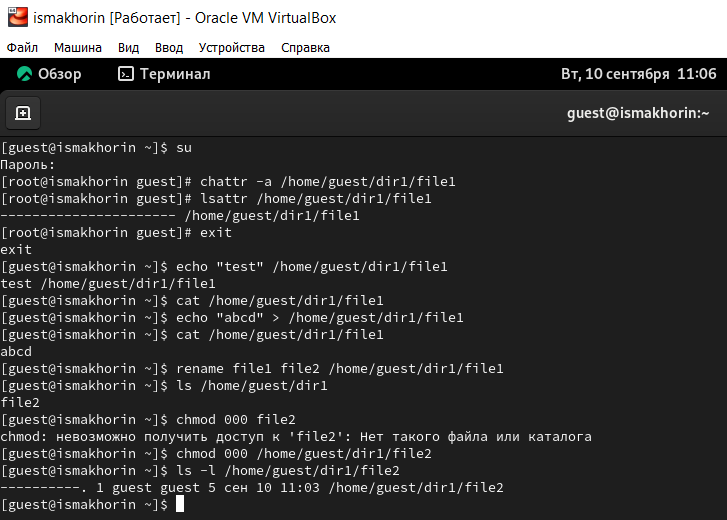 ismakhorin [Работает] - Oracle VM VirtualBox
Файл Машина Вид Ввод Устройства Справка
Обзор Терминал Вт, 10 сентября 11:06
guest@ismakhorin:~
[guest@ismakhorin ~]$ su
Пароль:
[root@ismakhorin guest]# chattr -a /home/guest/dir1/file1
[root@ismakhorin guest]# lsattr /home/guest/dir1/file1
---------------------- /home/guest/dir1/file1
[root@ismakhorin guest]# exit
exit
[guest@ismakhorin ~]$ echo "test" /home/guest/dir1/file1
test /home/guest/dir1/file1
[guest@ismakhorin ~]$ cat /home/guest/dir1/file1
[guest@ismakhorin ~]$ echo "abcd" > /home/guest/dir1/file1
[guest@ismakhorin ~]$ cat /home/guest/dir1/file1
abcd
[guest@ismakhorin ~]$ rename file1 file2 /home/guest/dir1/file1
[guest@ismakhorin ~]$ ls /home/guest/dir1
file2
[guest@ismakhorin ~]$ chmod 000 file2
chmod: невозможно получить доступ к 'file2': Нет такого файла или каталога
[guest@ismakhorin ~]$ chmod 000 /home/guest/dir1/file2
[guest@ismakhorin ~]$ ls -l /home/guest/dir1/file2
----------. 1 guest guest 5 сен 10 11:03 /home/guest/dir1/file2
[guest@ismakhorin ~]$